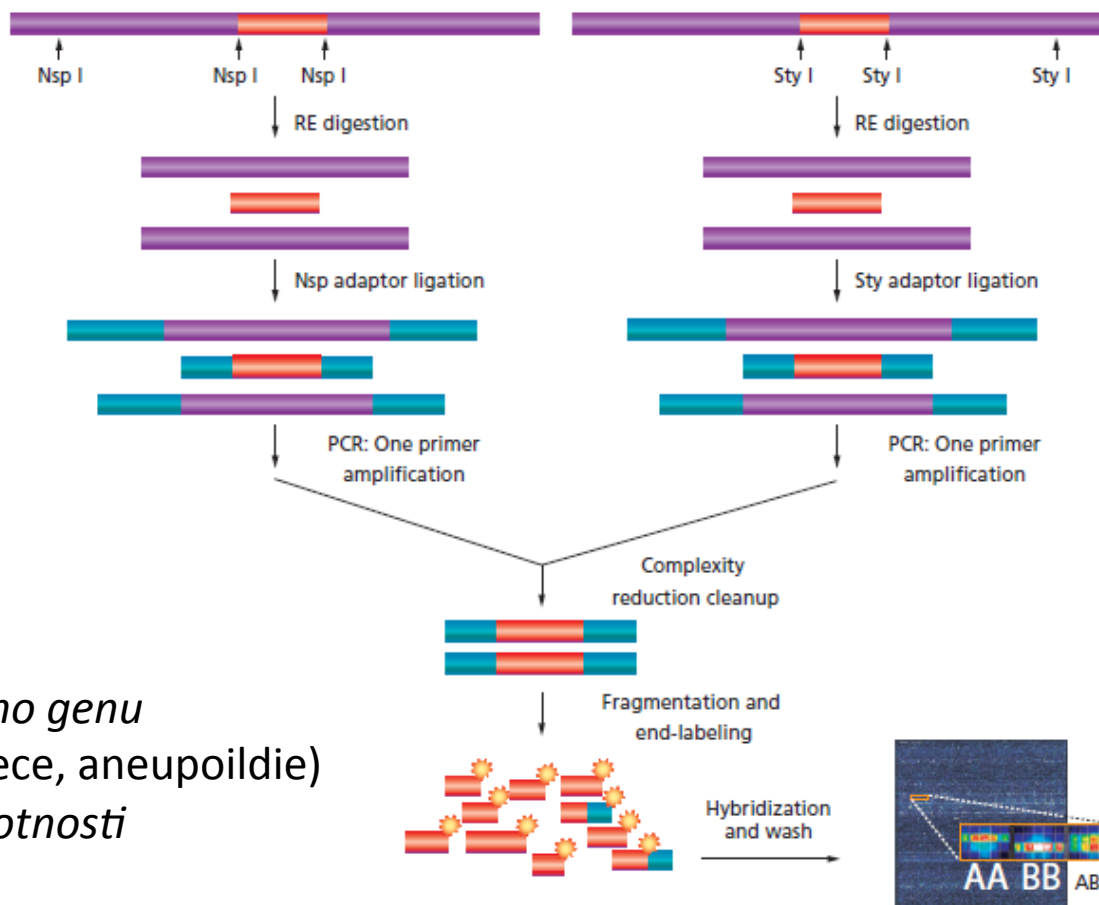 Nsp I Nsp I Nsp I
Sty I Sty I Sty I
RE digestion
RE digestion
Nsp adaptor ligation
Sty adaptor ligation
PCR: One primer
amplification
PCR: One primer
amplification
Complexity
reduction cleanup
Fragmentation and
end-labeling
Hybridization
and wash
AA BB AB
no genu
ece, aneupoildie)
otnosti